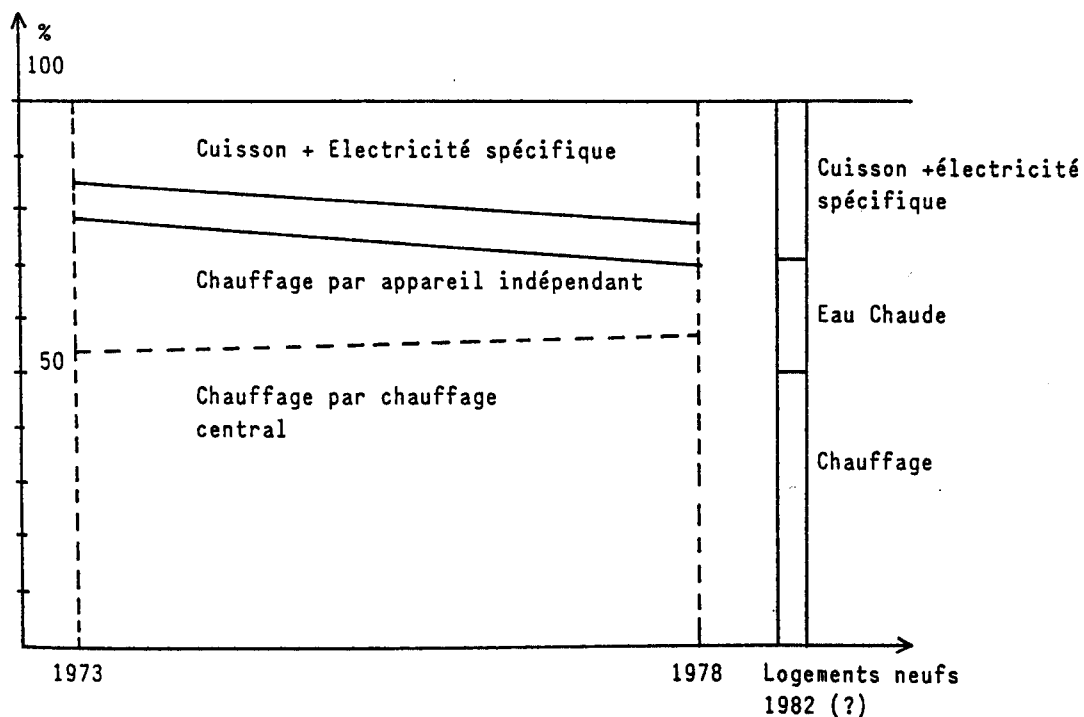 %
100
Cuisson + Electricité spécifique
Cuisson +électricité
spécifique
Chauffage par appareil indépendant
Eau Chaude
50
Chauffage par chauffage
central
Chauffage
1973
1978
Logements neufs
1982 (?)